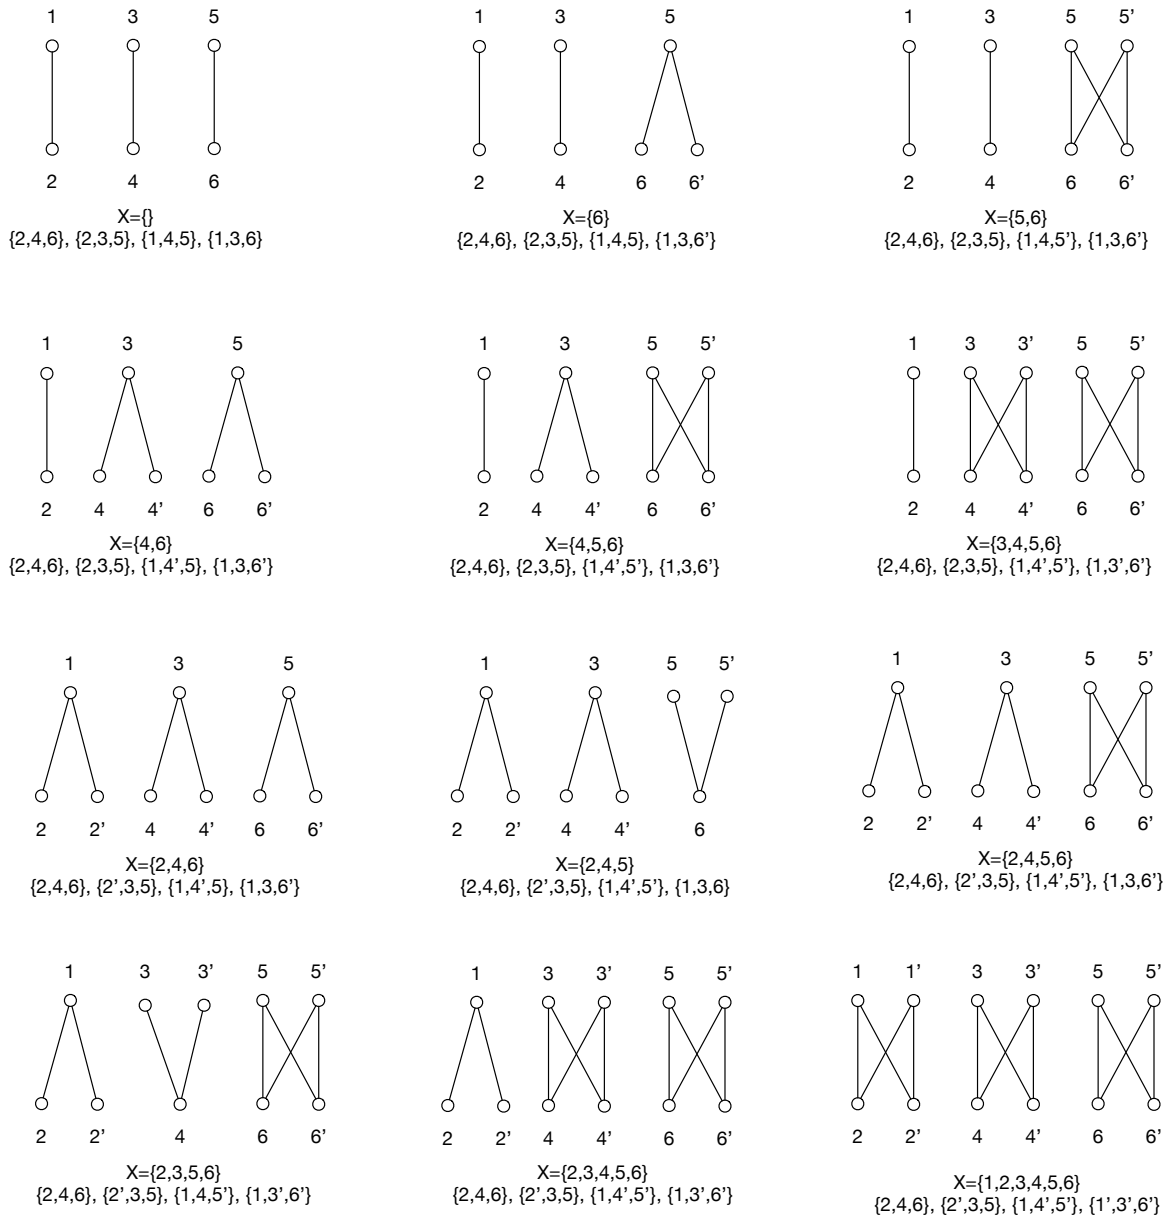 1 3 5
2 4 6
X={}
{2,4,6}, {2,3,5}, {1,4,5}, {1,3,6}
1 3 5
2 4 6 6’
X={6}
{2,4,6}, {2,3,5}, {1,4,5}, {1,3,6’}
1 3 5 5’
2 4 6 6’
X={5,6}
{2,4,6}, {2,3,5}, {1,4,5’}, {1,3,6’}
1 3 5
2 4 4’ 6 6’
X={4,6}
{2,4,6}, {2,3,5}, {1,4’,5}, {1,3,6’}
1 3 5 5’
2 4 4’ 6 6’
X={4,5,6}
{2,4,6}, {2,3,5}, {1,4’,5’}, {1,3,6’}
1 3 3’ 5 5’
2 4 4’ 6 6’
X={3,4,5,6}
{2,4,6}, {2,3,5}, {1,4’,5’}, {1,3’,6’}
1 3 5
2 2’ 4 4’ 6 6’
X={2,4,6}
{2,4,6}, {2’,3,5}, {1,4’,5}, {1,3,6’}
1 3 5 5’
2 2’ 4 4’ 6
X={2,4,5}
{2,4,6}, {2’,3,5}, {1,4’,5’}, {1,3,6}
1 3 5 5’
2 2’ 4 4’ 6 6’
X={2,4,5,6}
{2,4,6}, {2’,3,5}, {1,4’,5’}, {1,3,6’}
1 3 3’ 5 5’
2 2’ 4 6 6’
X={2,3,5,6}
{2,4,6}, {2’,3,5}, {1,4,5’}, {1,3’,6’}
1 3 3’ 5 5’
2 2’ 4 4’ 6 6’
X={2,3,4,5,6}
{2,4,6}, {2’,3,5}, {1,4’,5’}, {1,3’,6’}
1 1’ 3 3’ 5 5’
2 2’ 4 4’ 6 6’
X={1,2,3,4,5,6}
{2,4,6}, {2’,3,5}, {1,4’,5’}, {1’,3’,6’}